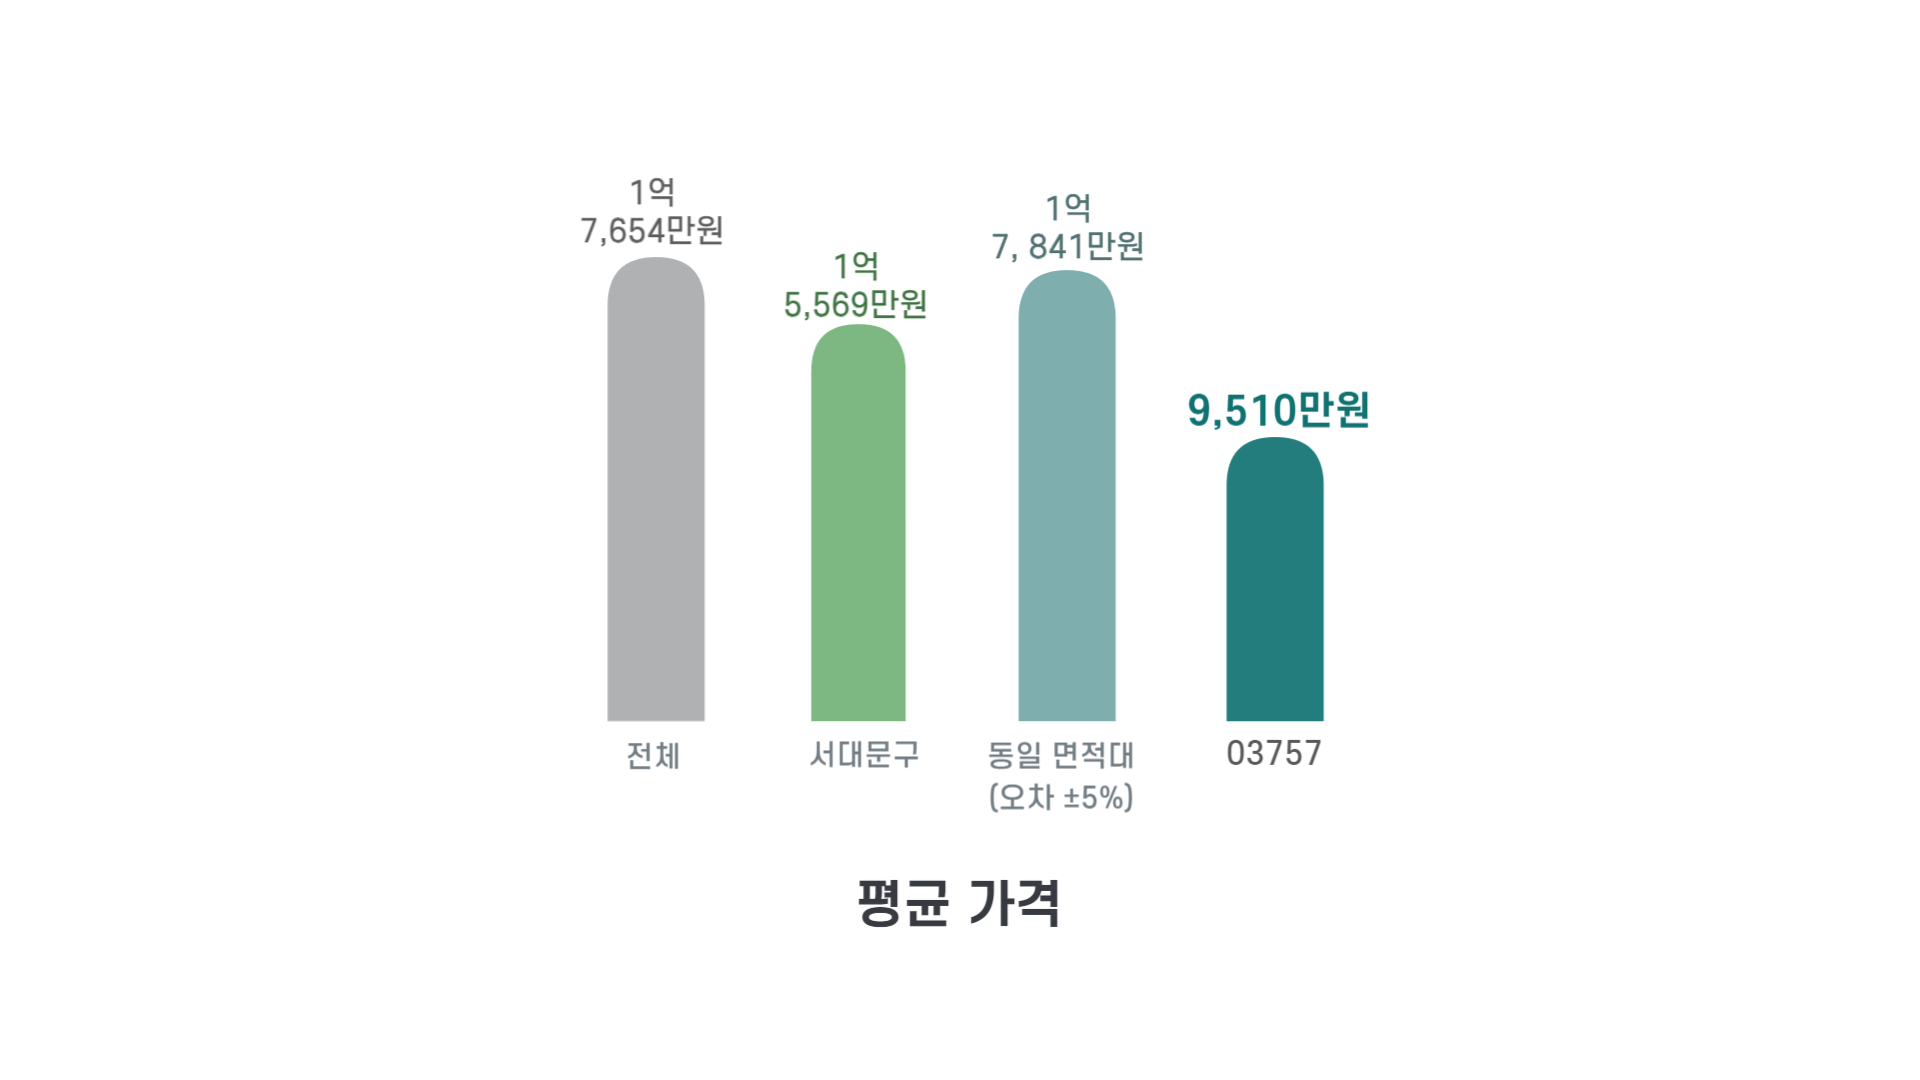 1억
7,654만원
1억
5,569만원
1억
7, 841만원
9,510만원
전체
서대문구
동일 면적대
(오차 ±5%)
03757
평균 가격